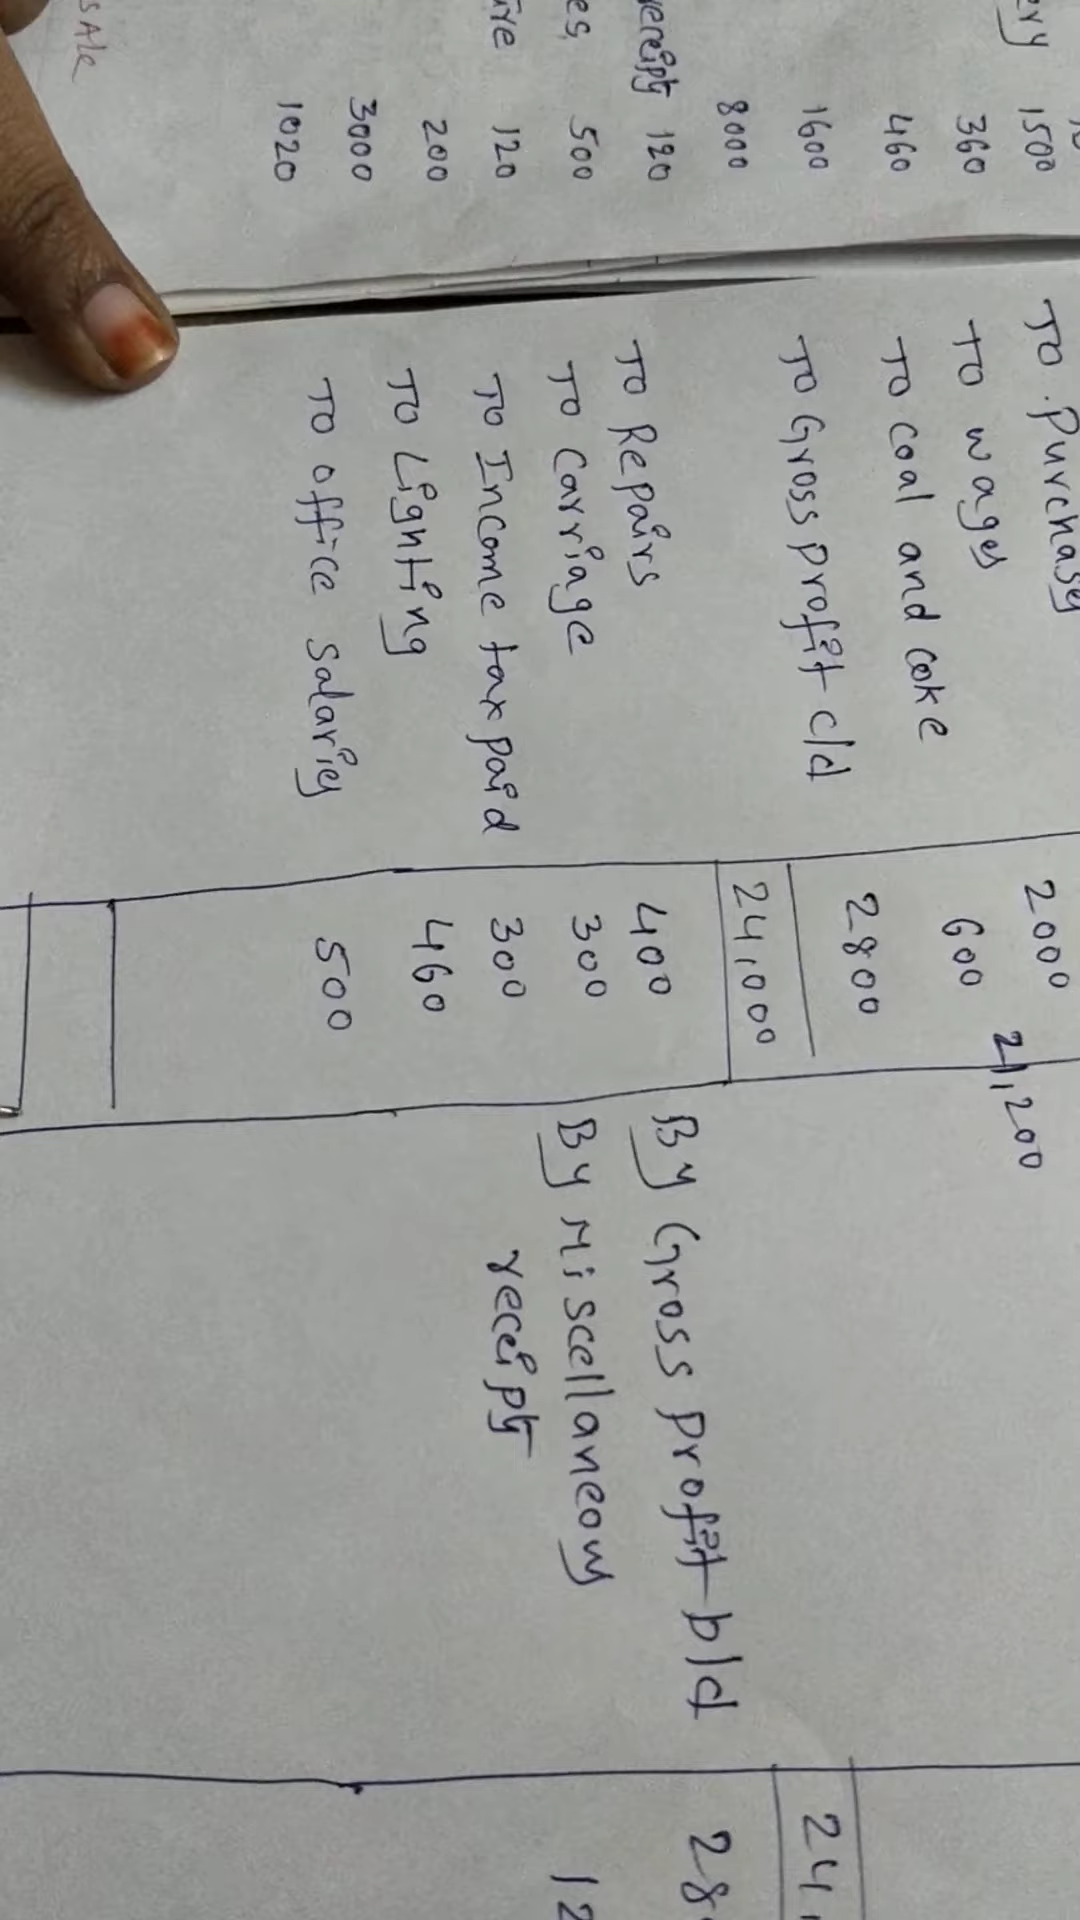 1500
360
460
1600
8000
receipts 120
500
120
200
3000
1020
SAle
To Purchases 2000
To wages 600
To coal and coke 21,200
To Gross profit c/d 2800
24,000
24,
To Repairs 400 By Gross profit b/d 28
To Carriage 300 By Miscellaneous 12
To Income tax paid 300 receipts
To Lighting 460
To office salaries 500